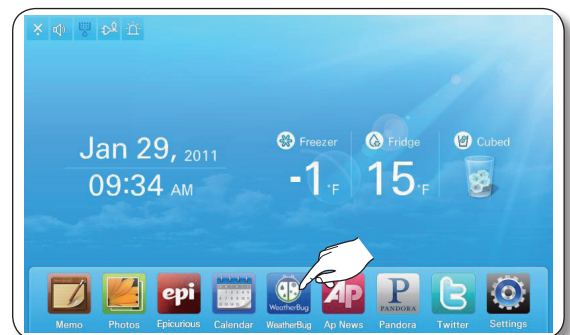 Jan 29, 2011
09:34 AM
Freezer
-1 °F
Fridge
15 °F
Cubed
epi
WeatherBug
AP
P
PANDORA
Memo
Photos
Epicurious
Calendar
WeatherBug
Ap News
Pandora
Twitter
Settings